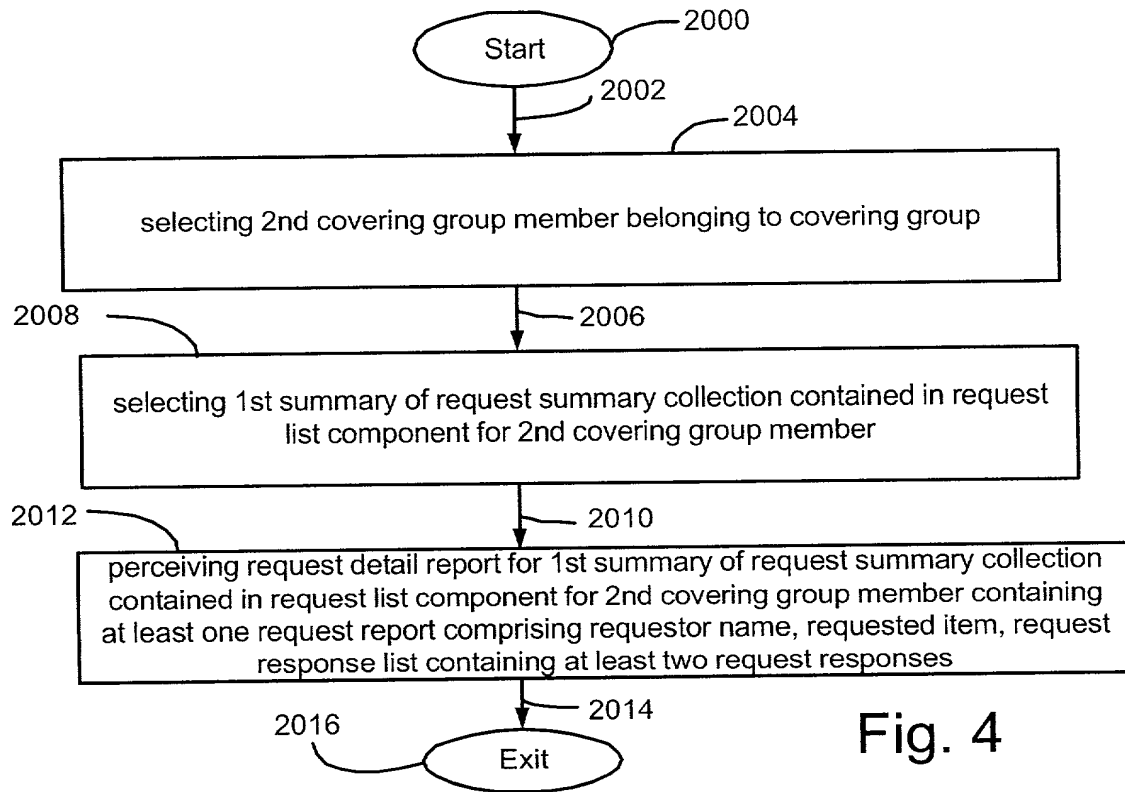 2000
Start
2002
2004
selecting 2nd covering group member belonging to covering group
2006
2008
selecting 1st summary of request summary collection contained in request
list component for 2nd covering group member
2010
2012
perceiving request detail report for 1st summary of request summary collection
contained in request list component for 2nd covering group member containing
at least one request report comprising requestor name, requested item, request
response list containing at least two request responses
2014
2016
Exit
Fig. 4